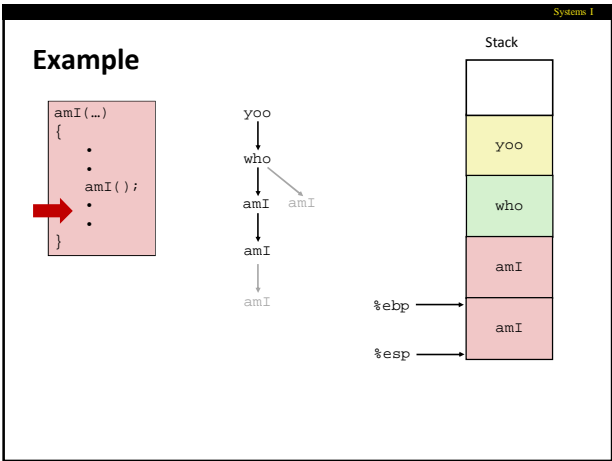 Systems I
Example
Stack
amI(…)
{
•
•
amI();
•
•
}
yoo
who
amI amI
amI
amI
yoo
who
amI
%ebp
amI
%esp